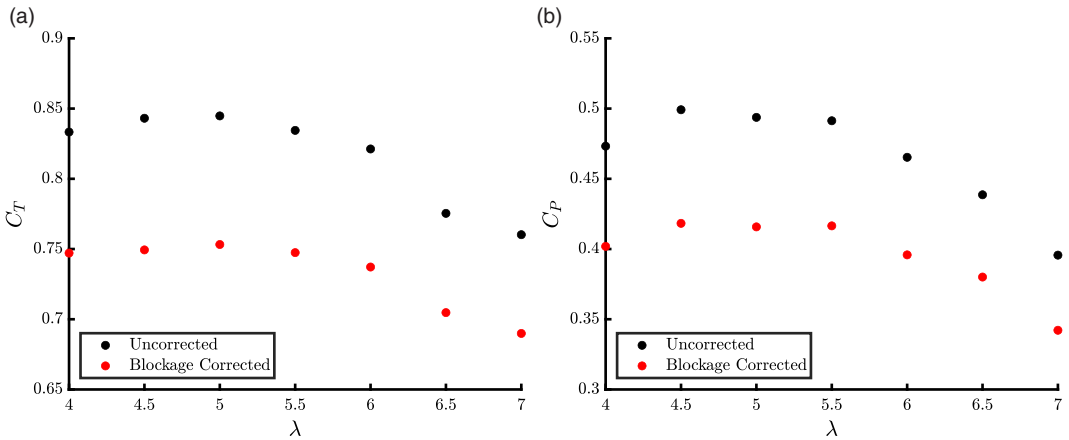 (a)
0.9
0.85
0.8
0.75
0.7
0.65
C_T
Uncorrected
Blockage Corrected
4 4.5 5 5.5 6 6.5 7
λ
(b)
0.55
0.5
0.45
0.4
0.35
0.3
C_P
Uncorrected
Blockage Corrected
4 4.5 5 5.5 6 6.5 7
λ